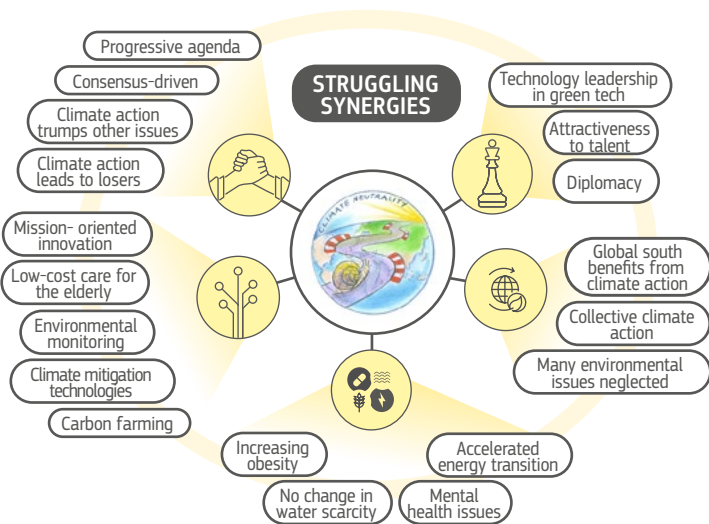 STRUGGLING
SYNERGIES
Progressive agenda
Consensus-driven
Climate action
trumps other issues
Climate action
leads to losers
Mission- oriented
innovation
Low-cost care for
the elderly
Environmental
monitoring
Climate mitigation
technologies
Carbon farming
CLIMATE NEUTRALITY
Technology leadership
in green tech
Attractiveness
to talent
Diplomacy
Global south
benefits from
climate action
Collective climate
action
Many environmental
issues neglected
Increasing
obesity
No change in
water scarcity
Accelerated
energy transition
Mental
health issues